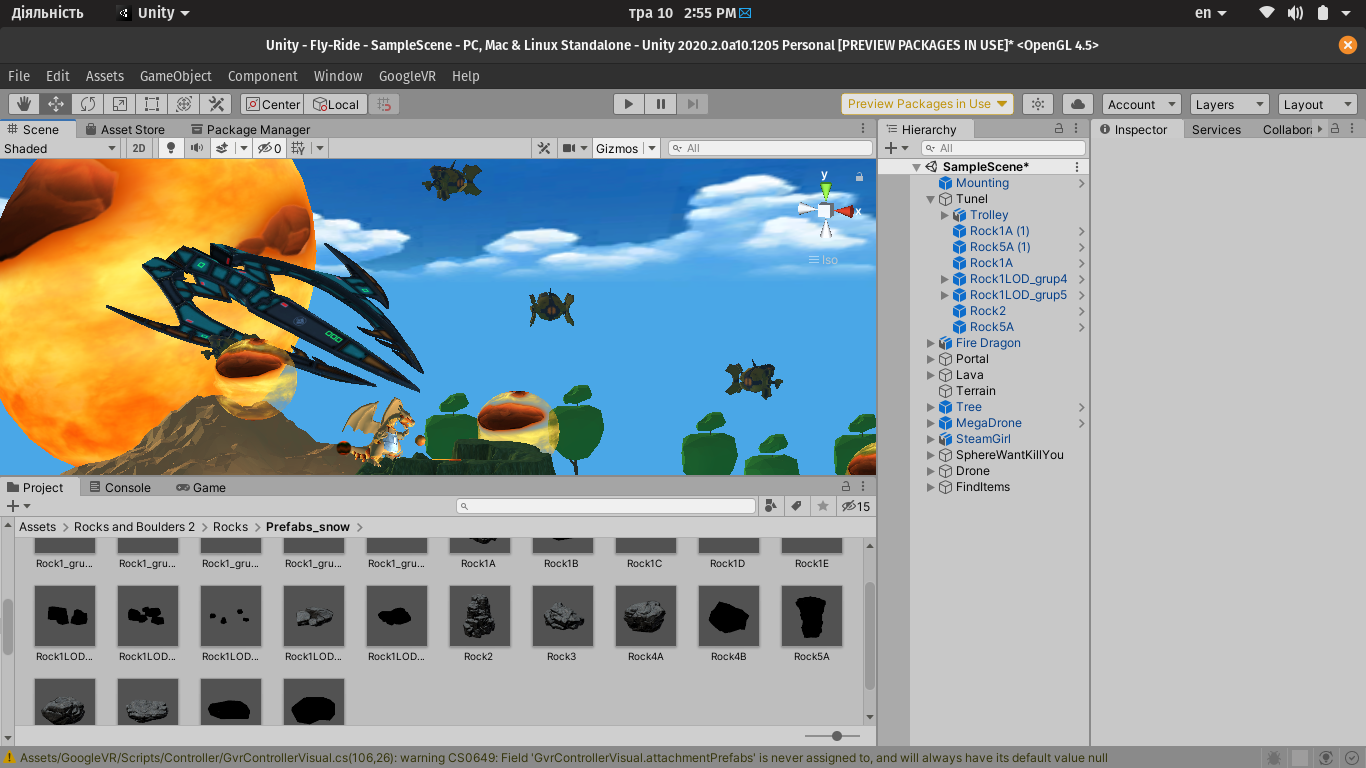 Діяльність Unity тра 10 2:55 PM en
Unity - Fly-Ride - SampleScene - PC, Mac & Linux Standalone - Unity 2020.2.0a10.1205 Personal [PREVIEW PACKAGES IN USE]* <OpenGL 4.5>
File Edit Assets GameObject Component Window GoogleVR Help
Center Local Preview Packages in Use Account Layers Layout
Scene Asset Store Package Manager
Shaded 2D 0 Gizmos All
y
x
Iso
Hierarchy
All
SampleScene*
Mounting
Tunel
Trolley
Rock1A (1)
Rock5A (1)
Rock1A
Rock1LOD_grup4
Rock1LOD_grup5
Rock2
Rock5A
Fire Dragon
Portal
Lava
Terrain
Tree
MegaDrone
SteamGirl
SphereWantKillYou
Drone
FindItems
Inspector Services Collabora
Project Console Game
15
Assets > Rocks and Boulders 2 > Rocks > Prefabs_snow >
Rock1_gru... Rock1_gru... Rock1_gru... Rock1_gru... Rock1_gru... Rock1A Rock1B Rock1C Rock1D Rock1E
Rock1LOD... Rock1LOD... Rock1LOD... Rock1LOD... Rock1LOD... Rock2 Rock3 Rock4A Rock4B Rock5A
Assets/GoogleVR/Scripts/Controller/GvrControllerVisual.cs(106,26): warning CS0649: Field 'GvrControllerVisual.attachmentPrefabs' is never assigned to, and will always have its default value null